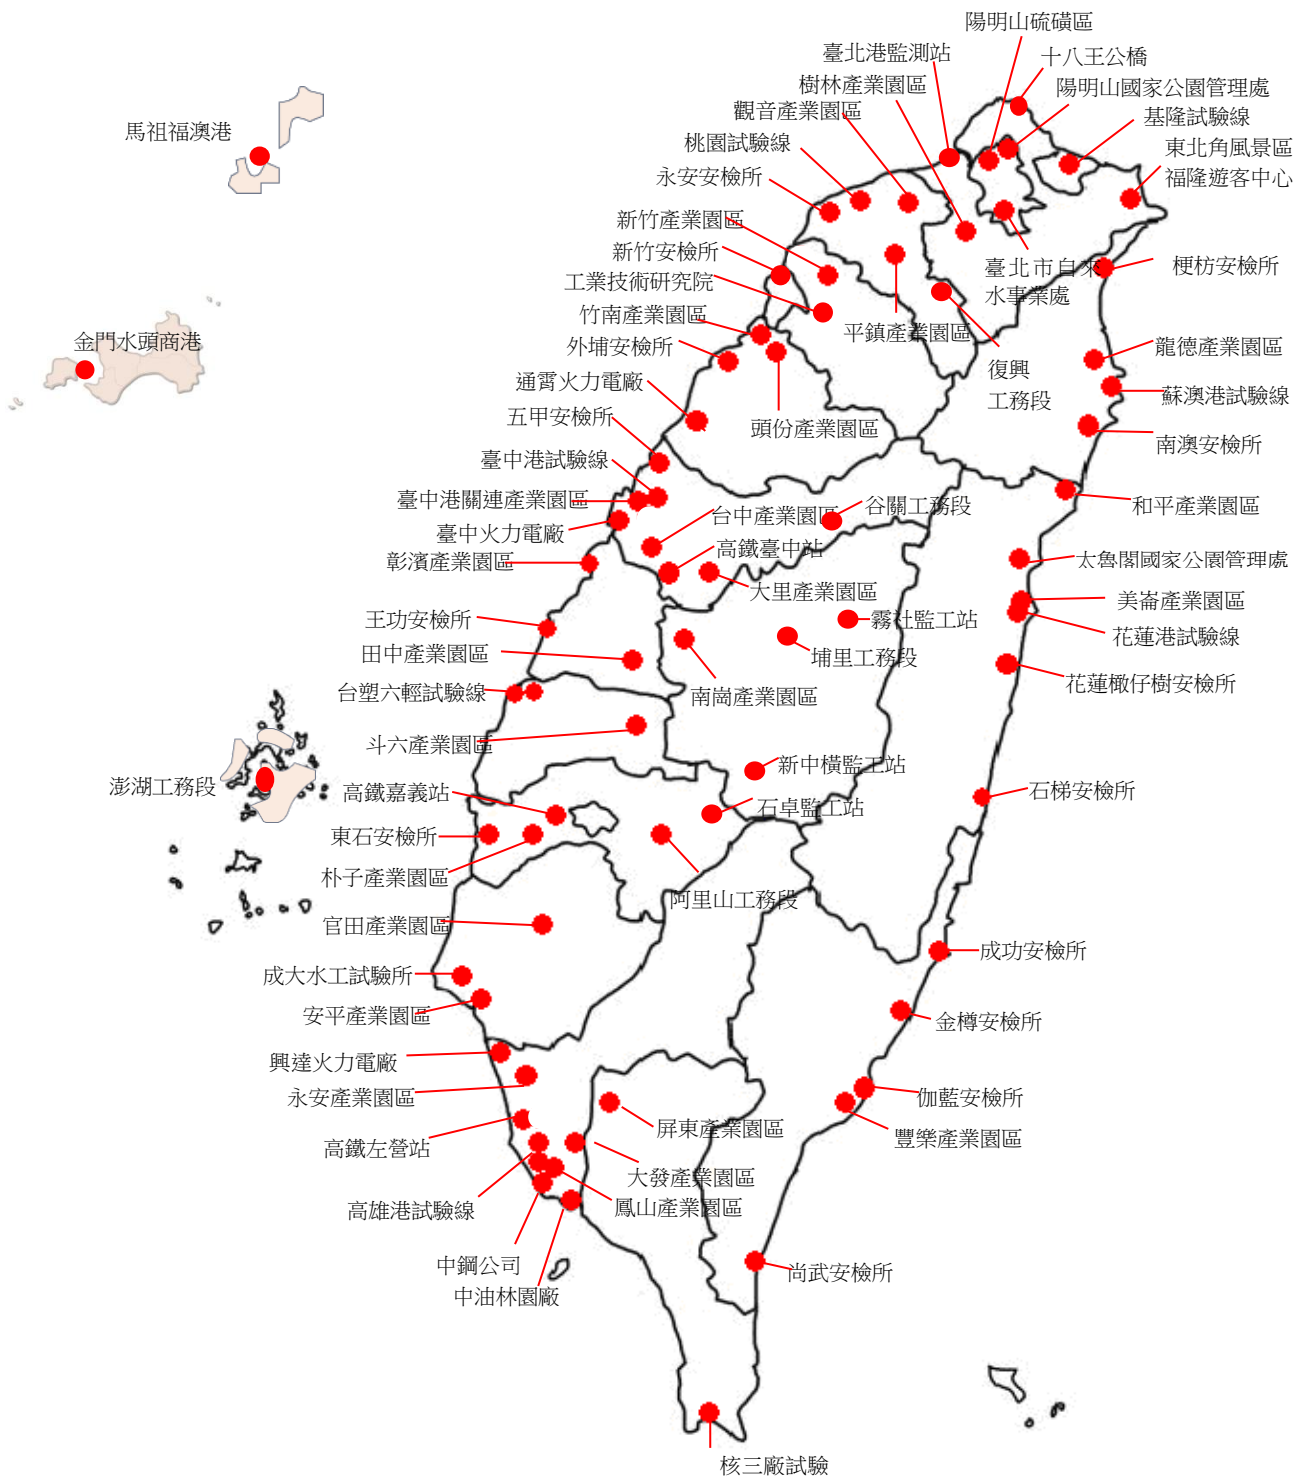 陽明山硫磺區
臺北港監測站
十八王公橋
樹林產業園區
陽明山國家公園管理處
觀音產業園區
基隆試驗線
馬祖福澳港
桃園試驗線
東北角風景區
福隆遊客中心
永安安檢所
新竹產業園區
新竹安檢所
臺北市自來
水事業處
梗枋安檢所
工業技術研究院
竹南產業園區
平鎮產業園區
金門水頭商港
外埔安檢所
龍德產業園區
復興
工務段
通霄火力電廠
蘇澳港試驗線
五甲安檢所
頭份產業園區
南澳安檢所
臺中港試驗線
臺中港關連產業園區
谷關工務段
和平產業園區
台中產業園區
臺中火力電廠
高鐵臺中站
彰濱產業園區
太魯閣國家公園管理處
大里產業園區
美崙產業園區
王功安檢所
霧社監工站
花蓮港試驗線
田中產業園區
埔里工務段
花蓮橄仔樹安檢所
台塑六輕試驗線
南崗產業園區
斗六產業園區
新中橫監工站
澎湖工務段
高鐵嘉義站
石梯安檢所
石卓監工站
東石安檢所
朴子產業園區
阿里山工務段
官田產業園區
成功安檢所
成大水工試驗所
安平產業園區
金樽安檢所
興達火力電廠
永安產業園區
伽藍安檢所
屏東產業園區
豐樂產業園區
高鐵左營站
大發產業園區
高雄港試驗線
鳳山產業園區
中鋼公司
尚武安檢所
中油林園廠
核三廠試驗